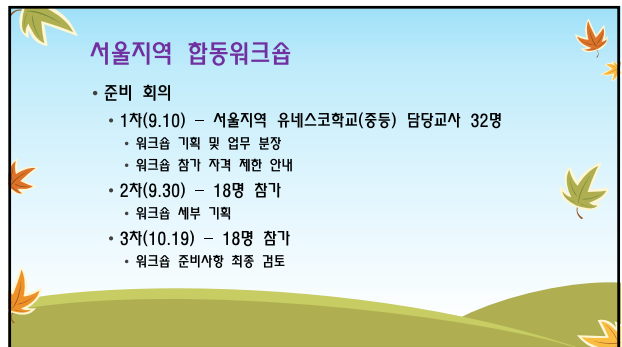 서울지역 합동워크숍
• 준비 회의
• 1차(9.10) – 서울지역 유네스코학교(중등) 담당교사 32명
• 워크숍 기획 및 업무 분장
• 워크숍 참가 자격 제한 안내
• 2차(9.30) – 18명 참가
• 워크숍 세부 기획
• 3차(10.19) – 18명 참가
• 워크숍 준비사항 최종 검토